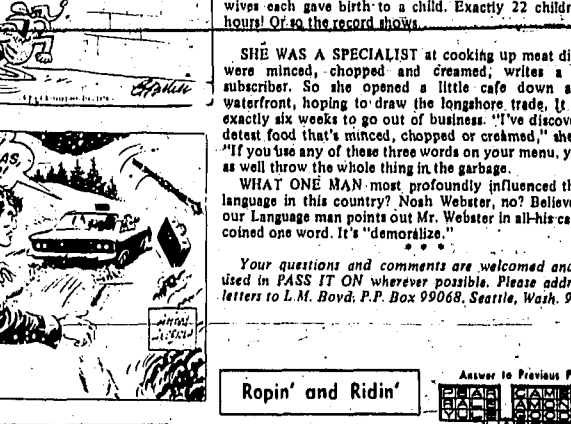 wives each gave birth to a child. Exactly 22 childr
hours! Or so the record shows.
SHE WAS A SPECIALIST at cooking up meat di
were minced, chopped and creamed, writes a
subscriber. So she opened a little cafe down a
waterfront, hoping to draw the longshore trade. It
exactly six weeks to go out of business. "I've discov
detest food that's minced, chopped or creamed," she
"If you use any of these three words on your menu, y
as well throw the whole thing in the garbage.
WHAT ONE MAN most profoundly influenced th
language in this country? Noah Webster, no? Believe
our Language man points out Mr. Webster in all his ca
coined one word. It's "demoralize."
* * *
Your questions and comments are welcomed and
used in PASS IT ON wherever possible. Please addr
letters to L.M. Boyd; P.P. Box 99068, Seattle, Wash. 9
AS,
Ropin' and Ridin'
Answer to Previous P